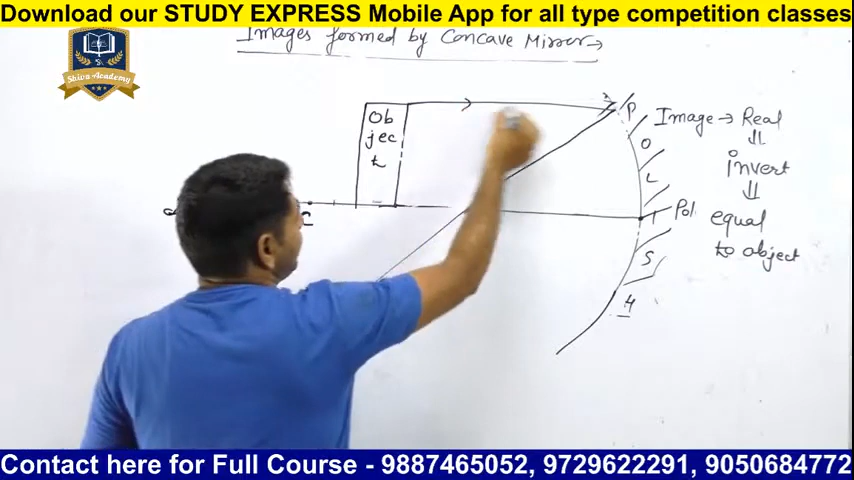 Download our STUDY EXPRESS Mobile App for all type competition classes
Images formed by Concave Mirror→
Shiva Academy
Ob
jec
t
C
P
O
L
I
S
H
Pol
Image → Real
⇓
invert
⇓
equal
to object
Contact here for Full Course - 9887465052, 9729622291, 9050684772